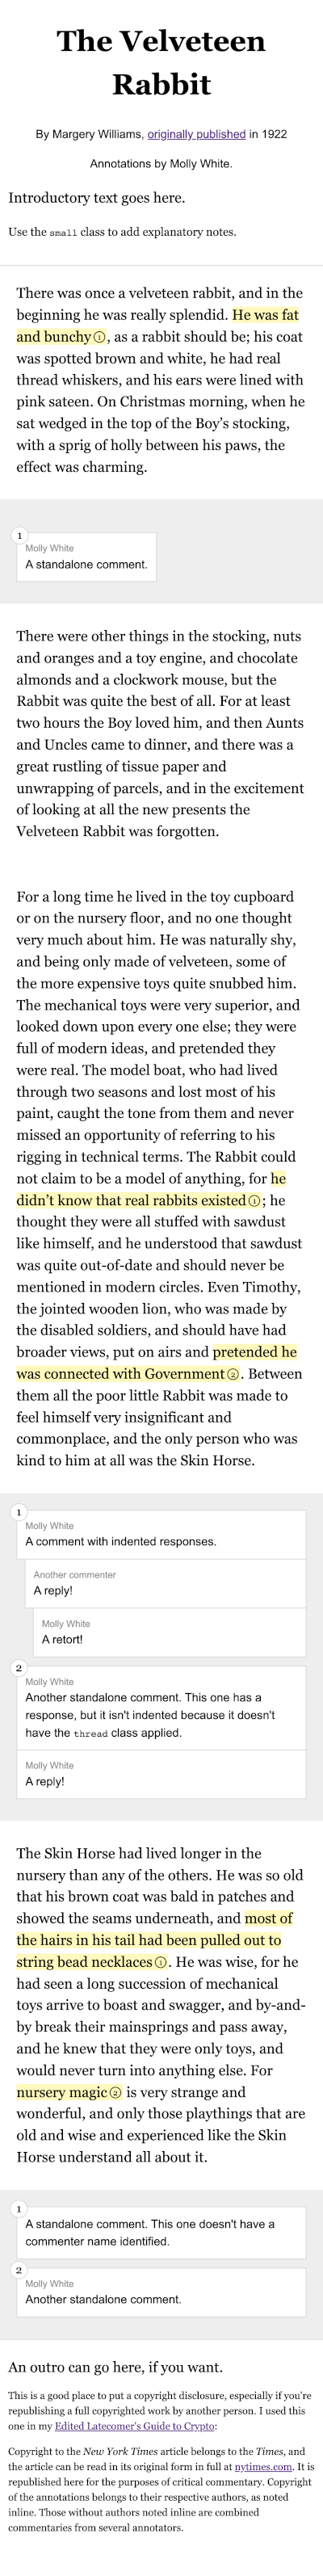 The Velveteen
Rabbit
By Margery Williams, originally published in 1922
Annotations by Molly White.
Introductory text goes here.
Use the small class to add explanatory notes.
There was once a velveteen rabbit, and in the
beginning he was really splendid. He was fat
and bunchy①, as a rabbit should be; his coat
was spotted brown and white, he had real
thread whiskers, and his ears were lined with
pink sateen. On Christmas morning, when he
sat wedged in the top of the Boy’s stocking,
with a sprig of holly between his paws, the
effect was charming.
1
Molly White
A standalone comment.
There were other things in the stocking, nuts
and oranges and a toy engine, and chocolate
almonds and a clockwork mouse, but the
Rabbit was quite the best of all. For at least
two hours the Boy loved him, and then Aunts
and Uncles came to dinner, and there was a
great rustling of tissue paper and
unwrapping of parcels, and in the excitement
of looking at all the new presents the
Velveteen Rabbit was forgotten.
For a long time he lived in the toy cupboard
or on the nursery floor, and no one thought
very much about him. He was naturally shy,
and being only made of velveteen, some of
the more expensive toys quite snubbed him.
The mechanical toys were very superior, and
looked down upon every one else; they were
full of modern ideas, and pretended they
were real. The model boat, who had lived
through two seasons and lost most of his
paint, caught the tone from them and never
missed an opportunity of referring to his
rigging in technical terms. The Rabbit could
not claim to be a model of anything, for he
didn’t know that real rabbits existed①; he
thought they were all stuffed with sawdust
like himself, and he understood that sawdust
was quite out-of-date and should never be
mentioned in modern circles. Even Timothy,
the jointed wooden lion, who was made by
the disabled soldiers, and should have had
broader views, put on airs and pretended he
was connected with Government②. Between
them all the poor little Rabbit was made to
feel himself very insignificant and
commonplace, and the only person who was
kind to him at all was the Skin Horse.
1
Molly White
A comment with indented responses.
Another commenter
A reply!
Molly White
A retort!
2
Molly White
Another standalone comment. This one has a
response, but it isn't indented because it doesn't
have the thread class applied.
Molly White
A reply!
The Skin Horse had lived longer in the
nursery than any of the others. He was so old
that his brown coat was bald in patches and
showed the seams underneath, and most of
the hairs in his tail had been pulled out to
string bead necklaces①. He was wise, for he
had seen a long succession of mechanical
toys arrive to boast and swagger, and by-and-
by break their mainsprings and pass away,
and he knew that they were only toys, and
would never turn into anything else. For
nursery magic② is very strange and
wonderful, and only those playthings that are
old and wise and experienced like the Skin
Horse understand all about it.
1
A standalone comment. This one doesn't have a
commenter name identified.
2
Molly White
Another standalone comment.
An outro can go here, if you want.
This is a good place to put a copyright disclosure, especially if you’re
republishing a full copyrighted work by another person. I used this
one in my Edited Latecomer’s Guide to Crypto:
Copyright to the New York Times article belongs to the Times, and
the article can be read in its original form in full at nytimes.com. It is
republished here for the purposes of critical commentary. Copyright
of the annotations belongs to their respective authors, as noted
inline. Those without authors noted inline are combined
commentaries from several annotators.